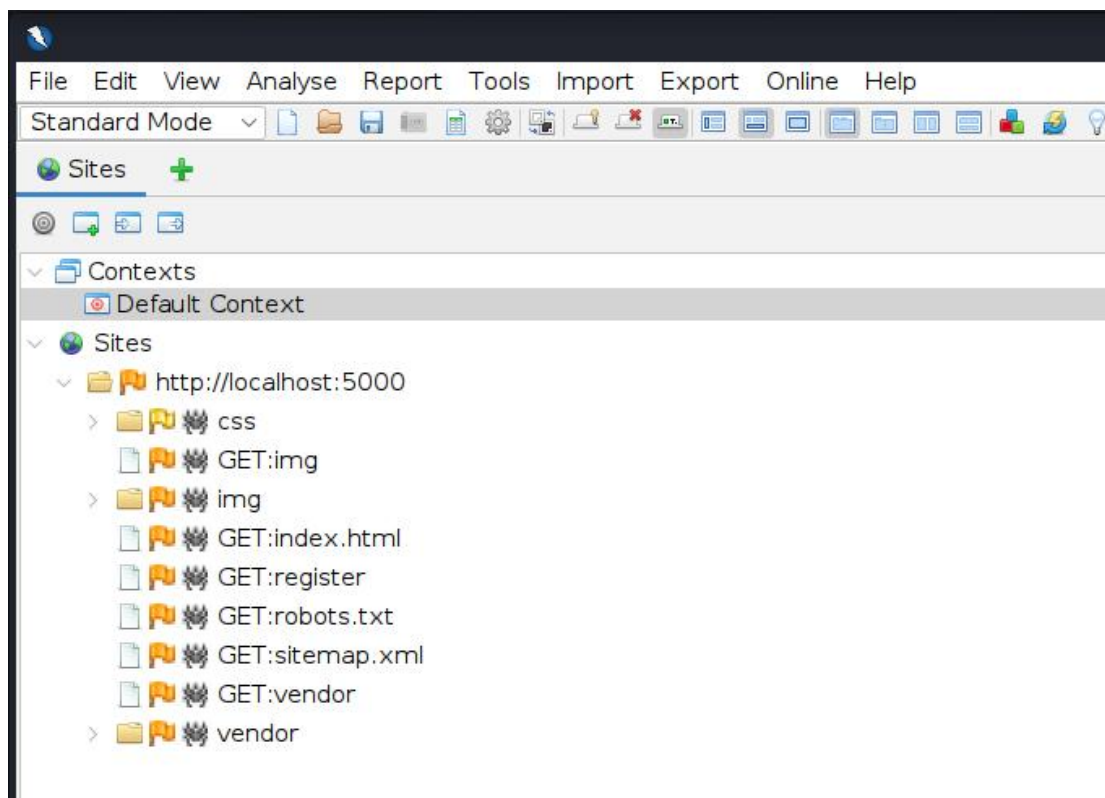 File Edit View Analyse Report Tools Import Export Online Help
Standard Mode
Sites
Contexts
Default Context
Sites
http://localhost:5000
css
GET:img
img
GET:index.html
GET:register
GET:robots.txt
GET:sitemap.xml
GET:vendor
vendor